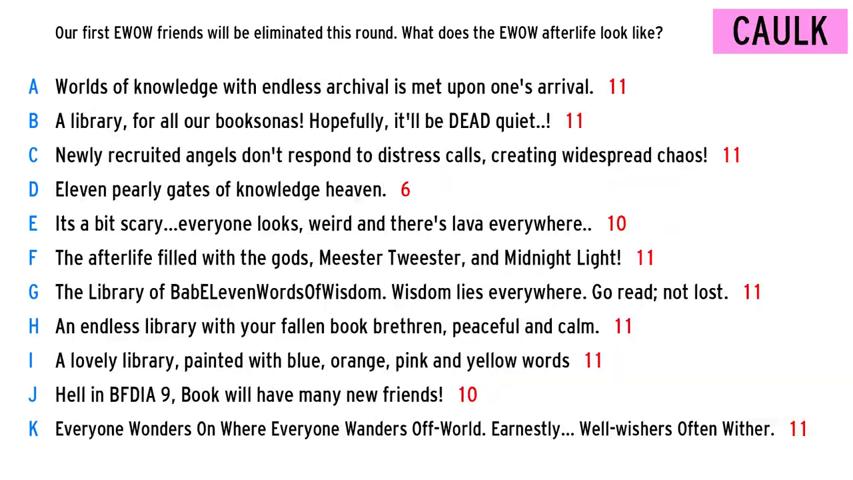 Our first EWOW friends will be eliminated this round. What does the EWOW afterlife look like?
CAULK
A Worlds of knowledge with endless archival is met upon one's arrival. 11
B A library, for all our booksonas! Hopefully, it'll be DEAD quiet..! 11
C Newly recruited angels don't respond to distress calls, creating widespread chaos! 11
D Eleven pearly gates of knowledge heaven. 6
E Its a bit scary...everyone looks, weird and there's lava everywhere.. 10
F The afterlife filled with the gods, Meester Tweester, and Midnight Light! 11
G The Library of BabELevenWordsOfWisdom. Wisdom lies everywhere. Go read; not lost. 11
H An endless library with your fallen book brethren, peaceful and calm. 11
I A lovely library, painted with blue, orange, pink and yellow words 11
J Hell in BFDIA 9, Book will have many new friends! 10
K Everyone Wonders On Where Everyone Wanders Off-World. Earnestly... Well-wishers Often Wither. 11